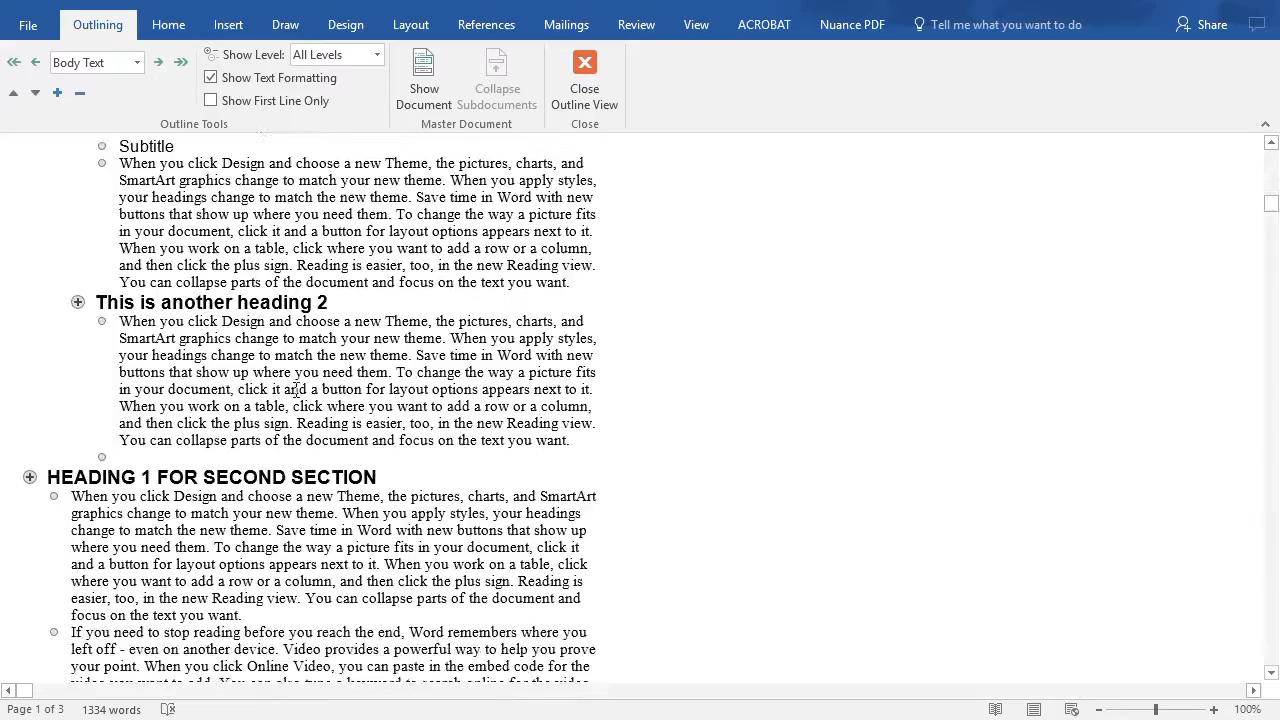 File
Outlining
Home
Insert
Draw
Design
Layout
References
Mailings
Review
View
ACROBAT
Nuance PDF
Tell me what you want to do
Share
Body Text
Show Level:
All Levels
Show Text Formatting
Show First Line Only
Outline Tools
Show
Document
Collapse
Subdocuments
Master Document
Close
Outline View
Close
Subtitle
When you click Design and choose a new Theme, the pictures, charts, and
SmartArt graphics change to match your new theme. When you apply styles,
your headings change to match the new theme. Save time in Word with new
buttons that show up where you need them. To change the way a picture fits
in your document, click it and a button for layout options appears next to it.
When you work on a table, click where you want to add a row or a column,
and then click the plus sign. Reading is easier, too, in the new Reading view.
You can collapse parts of the document and focus on the text you want.
This is another heading 2
When you click Design and choose a new Theme, the pictures, charts, and
SmartArt graphics change to match your new theme. When you apply styles,
your headings change to match the new theme. Save time in Word with new
buttons that show up where you need them. To change the way a picture fits
in your document, click it and a button for layout options appears next to it.
When you work on a table, click where you want to add a row or a column,
and then click the plus sign. Reading is easier, too, in the new Reading view.
You can collapse parts of the document and focus on the text you want.
HEADING 1 FOR SECOND SECTION
When you click Design and choose a new Theme, the pictures, charts, and SmartArt
graphics change to match your new theme. When you apply styles, your headings
change to match the new theme. Save time in Word with new buttons that show up
where you need them. To change the way a picture fits in your document, click it
and a button for layout options appears next to it. When you work on a table, click
where you want to add a row or a column, and then click the plus sign. Reading is
easier, too, in the new Reading view. You can collapse parts of the document and
focus on the text you want.
If you need to stop reading before you reach the end, Word remembers where you
left off - even on another device. Video provides a powerful way to help you prove
your point. When you click Online Video, you can paste in the embed code for the
video you want to add. You can also type a keyword to search online for the video
Page 1 of 3
1334 words
100%